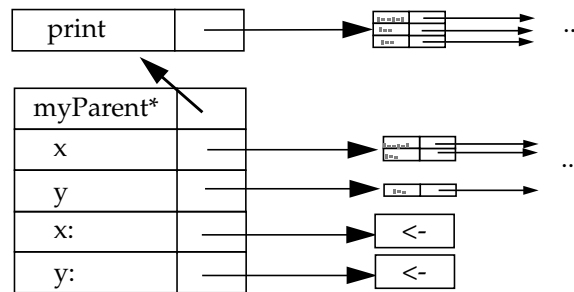 print
..
myParent*
x
..
y
x:
<-
y:
<-